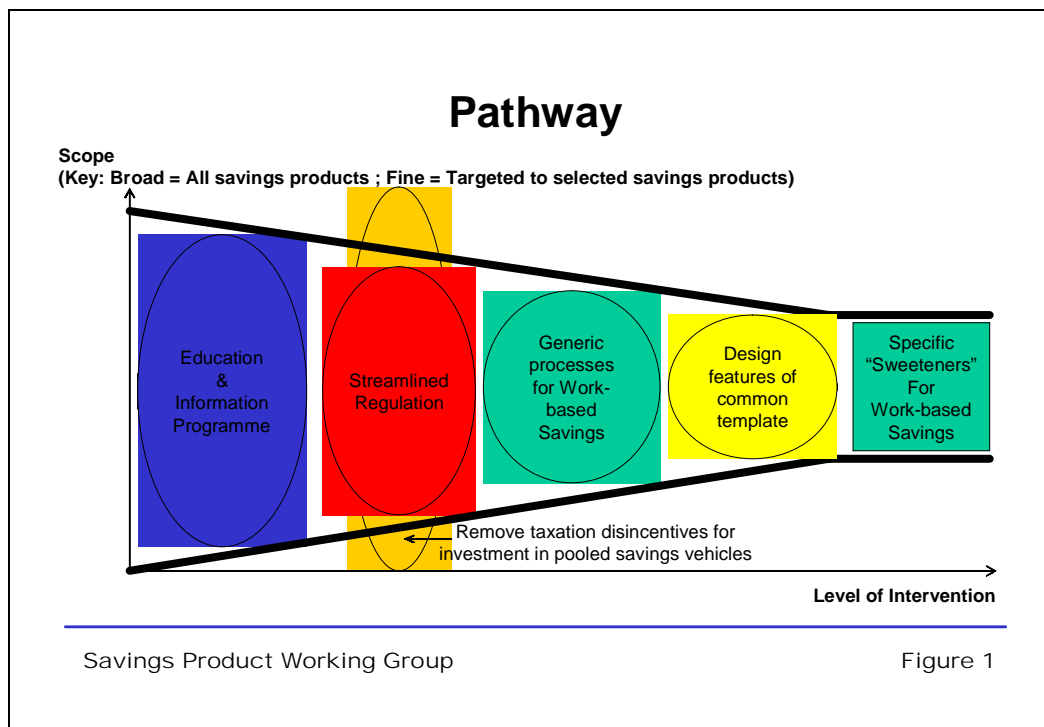 Pathway
Scope
(Key: Broad = All savings products ; Fine = Targeted to selected savings products)
Education
&
Information
Programme
Streamlined
Regulation
Generic
processes
for Work-
based
Savings
Design
features of
common
template
Specific
“Sweeteners”
For
Work-based
Savings
Remove taxation disincentives for
investment in pooled savings vehicles
Level of Intervention
Savings Product Working Group
Figure 1